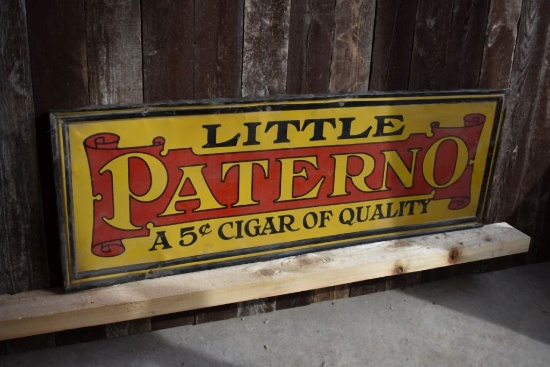 LITTLE
PATERNO
A 5¢ CIGAR OF QUALITY